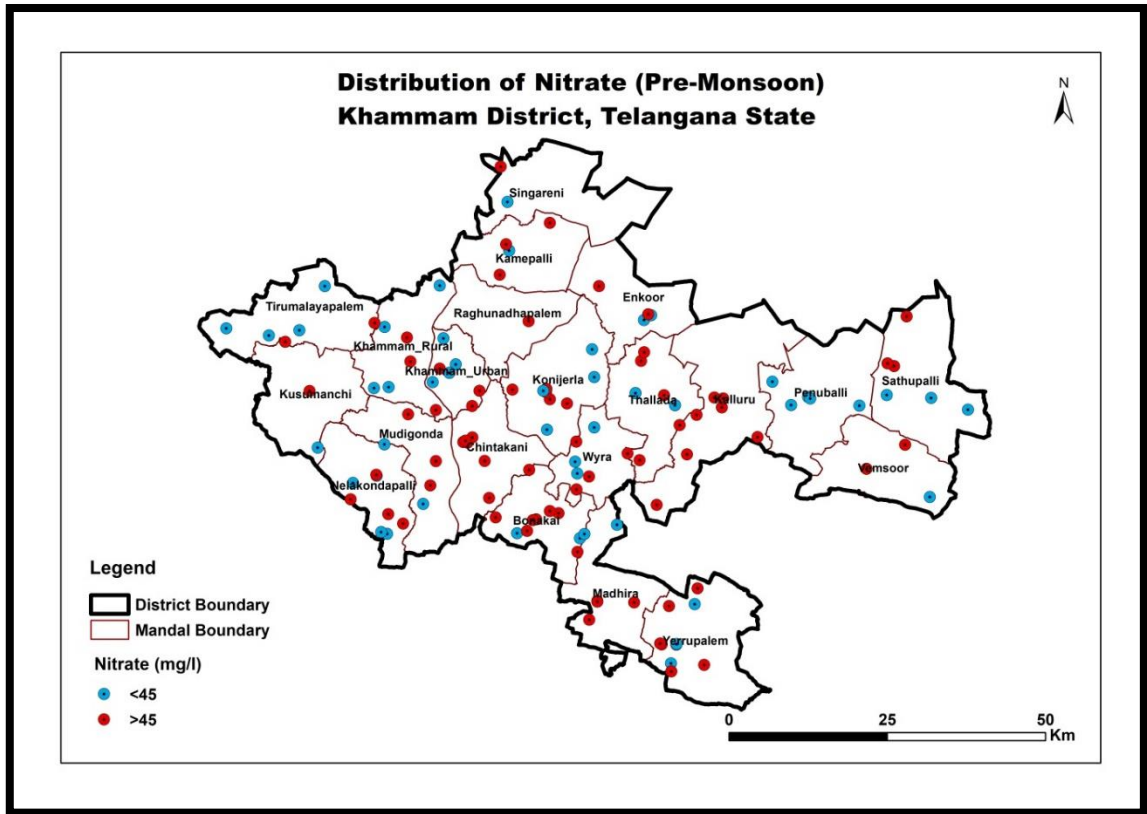 Distribution of Nitrate (Pre-Monsoon)
Khammam District, Telangana State
N
Singareni
Kamepalli
Enkoor
Tirumalayapalem
Raghunadhapalem
Khammam_Rural
Khammam_Urban
Konijerla
Kusumanchi
Thallada
Kalluru
Penuballi
Sathupalli
Mudigonda
Chintakani
Wyra
Vemsoor
Nelakondapalli
Bonakal
Madhira
Yerrupalem
Legend
District Boundary
Mandal Boundary
Nitrate (mg/l)
<45
>45
0 25 50
Km